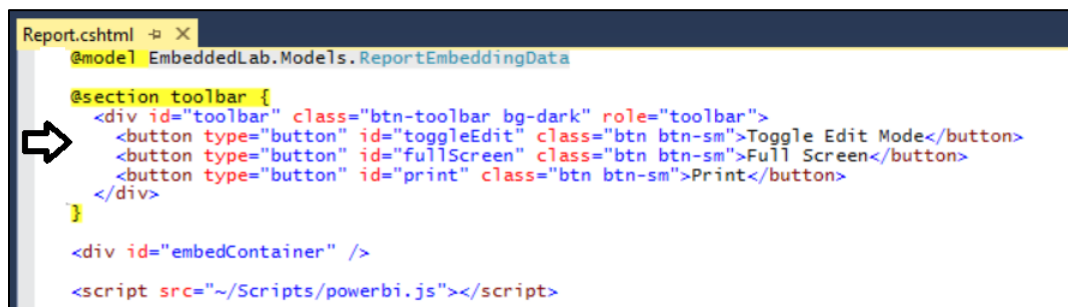 Report.cshtml
@model EmbeddedLab.Models.ReportEmbeddingData
@section toolbar {
<div id="toolbar" class="btn-toolbar bg-dark" role="toolbar">
<button type="button" id="toggleEdit" class="btn btn-sm">Toggle Edit Mode</button>
<button type="button" id="fullScreen" class="btn btn-sm">Full Screen</button>
<button type="button" id="print" class="btn btn-sm">Print</button>
</div>
}
<div id="embedContainer" />
<script src="~/Scripts/powerbi.js"></script>